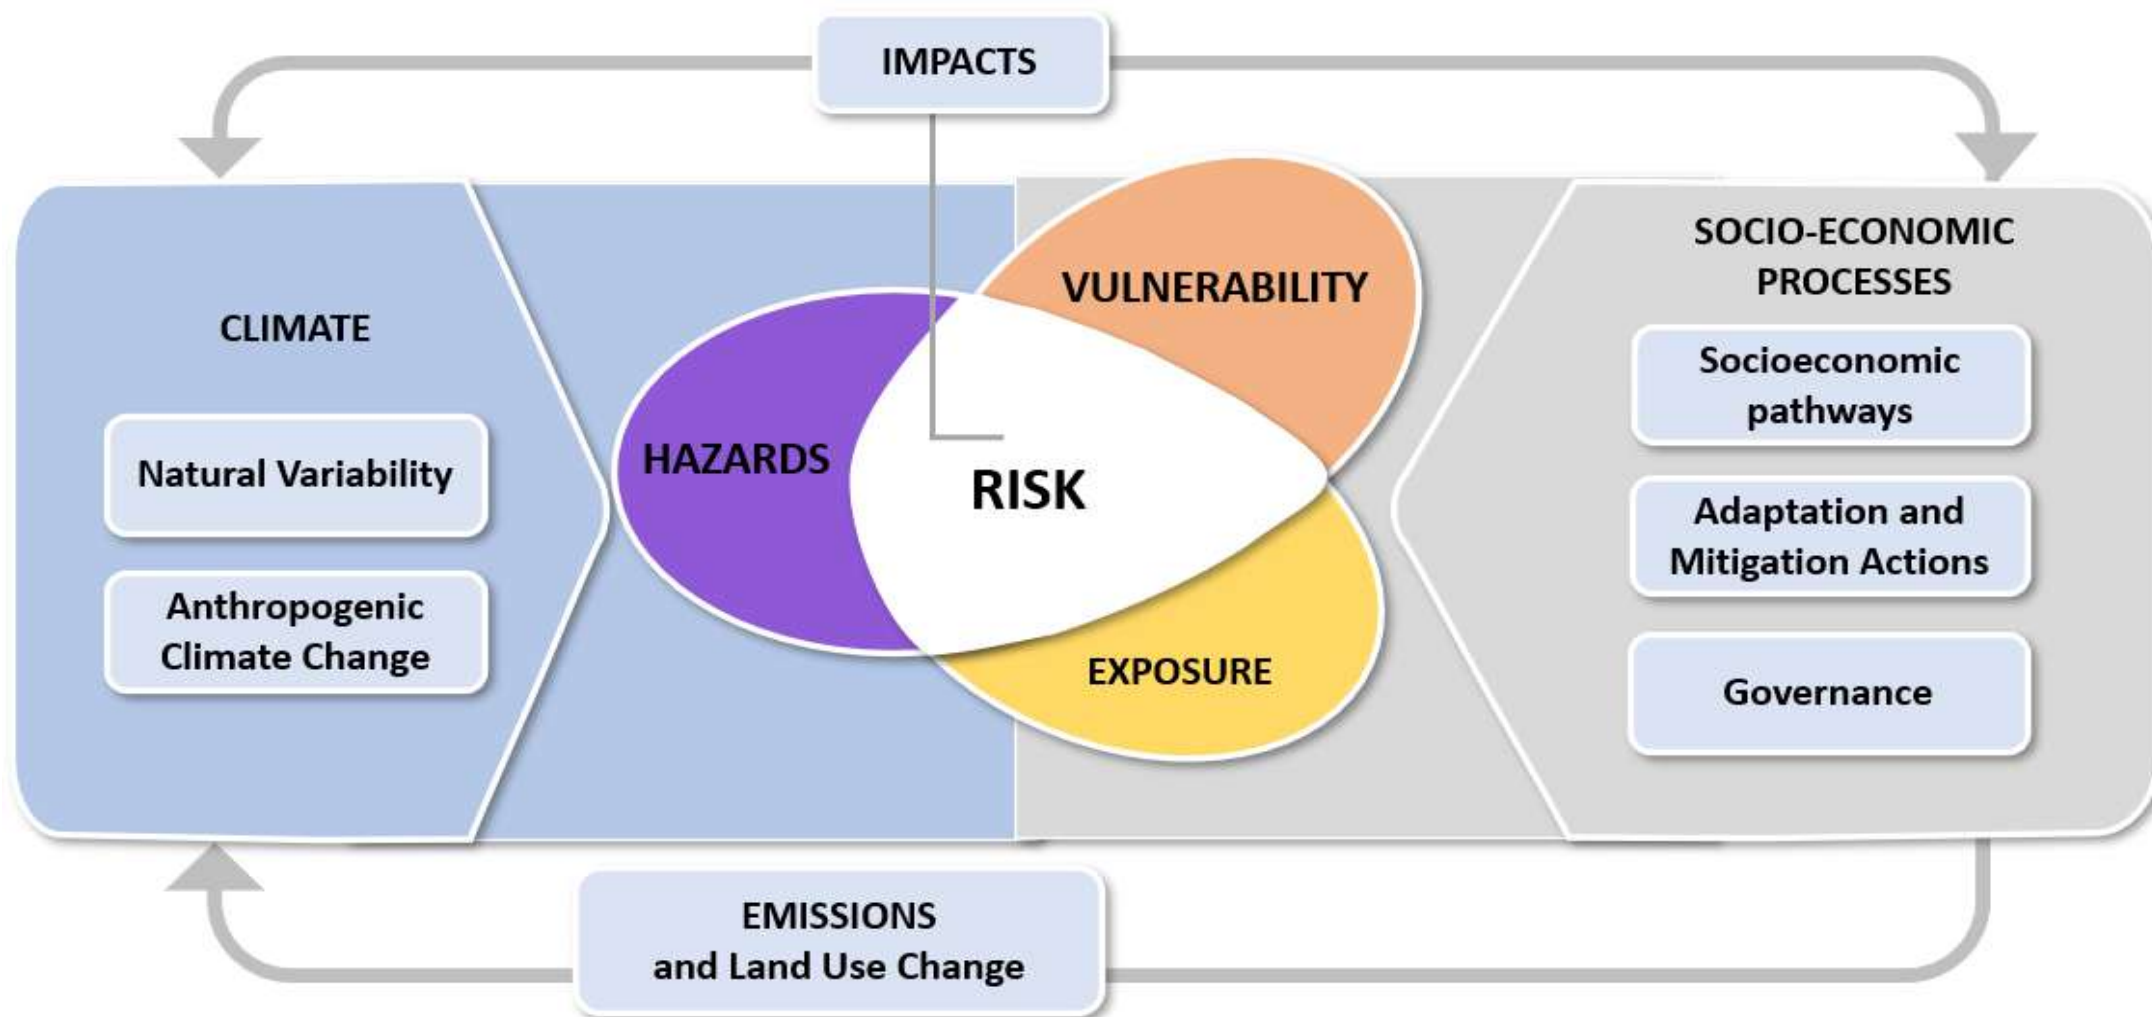 IMPACTS
CLIMATE
Natural Variability
Anthropogenic
Climate Change
HAZARDS
VULNERABILITY
RISK
EXPOSURE
SOCIO-ECONOMIC
PROCESSES
Socioeconomic
pathways
Adaptation and
Mitigation Actions
Governance
EMISSIONS
and Land Use Change